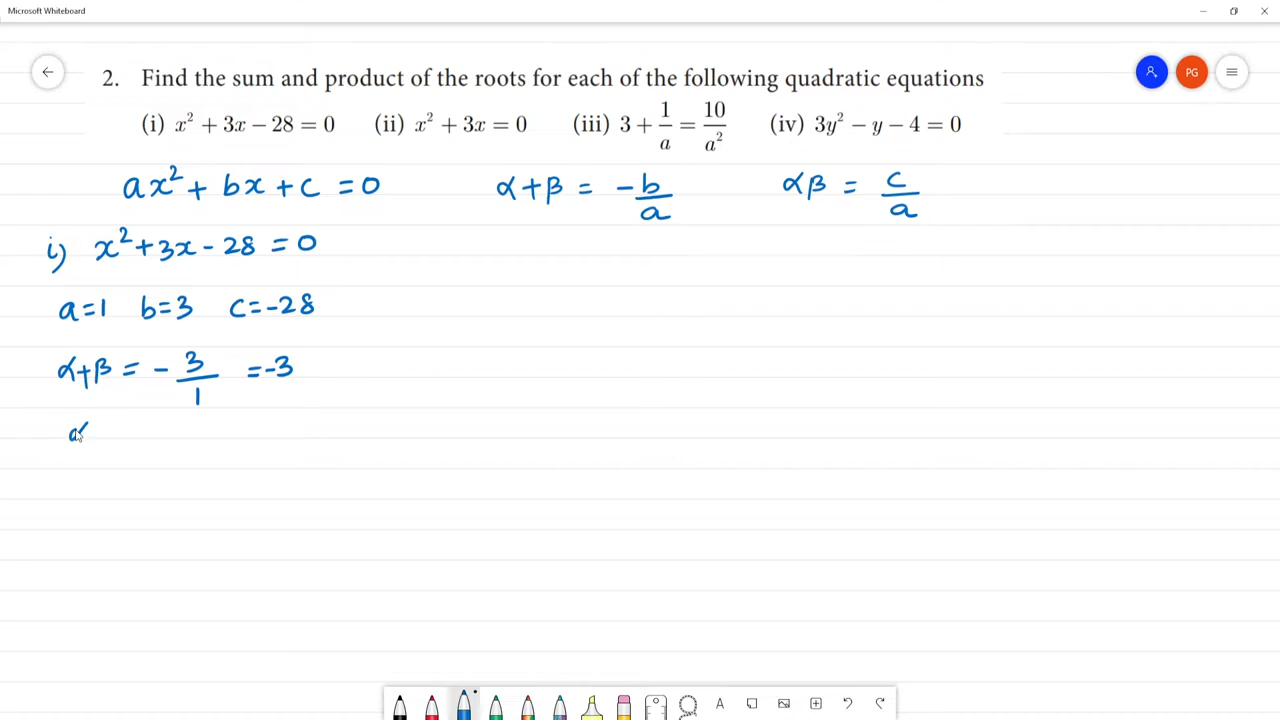 Microsoft Whiteboard
PG
2. Find the sum and product of the roots for each of the following quadratic equations
(i) x² + 3x − 28 = 0 (ii) x² + 3x = 0 (iii) 3 + 1/a = 10/a² (iv) 3y² − y − 4 = 0
ax² + bx + c = 0 α+β = -b/a αβ = c/a
i) x²+3x-28 = 0
a=1 b=3 c=-28
α+β = - 3/1 =-3
α
A